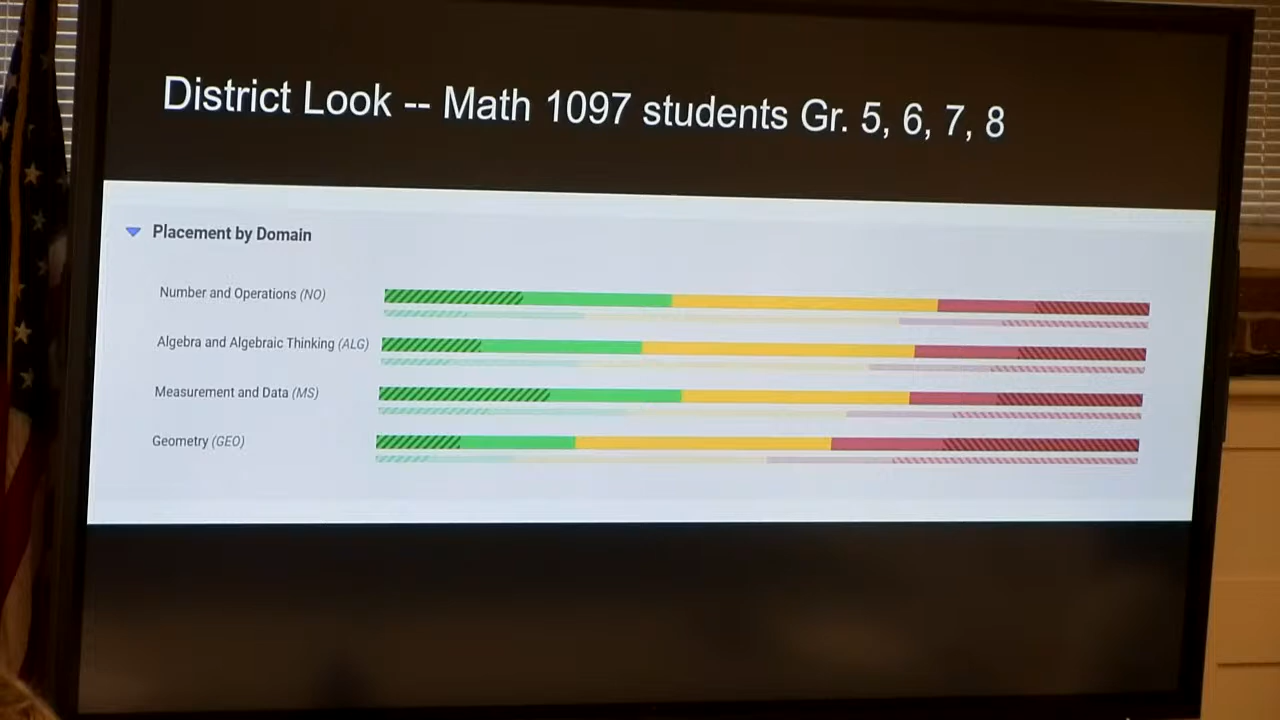 District Look -- Math 1097 students Gr. 5, 6, 7, 8
Placement by Domain
Number and Operations (NO)
Algebra and Algebraic Thinking (ALG)
Measurement and Data (MS)
Geometry (GEO)